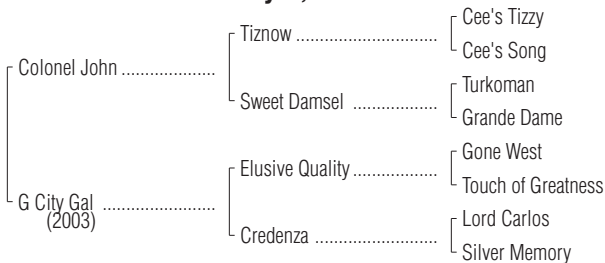 Cee's Tizzy
Tiznow
Cee's Song
Colonel John
Turkoman
Sweet Damsel
Grande Dame
Gone West
Elusive Quality
Touch of Greatness
G City Gal
(2003)
Lord Carlos
Credenza
Silver Memory